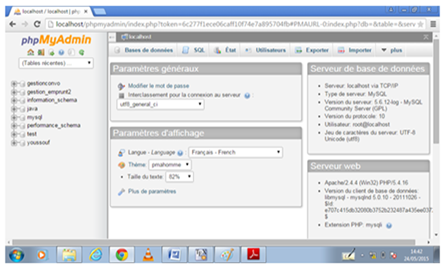 localhost / localhost | ph
localhost/phpmyadmin/index.php?token=6c277f1ece06caff10f74e7a895704fb#PMAURL-0:index.php?db=&table=&serv
phpMyAdmin
(Tables récentes) ...
gestionconvo
gestion_emprunt2
information_schema
java
mysql
performance_schema
test
youssouf
localhost
Bases de données
SQL
État
Utilisateurs
Exporter
Importer
plus
Paramètres généraux
Modifier le mot de passe
Interclassement pour la connexion au serveur
utf8_general_ci
Paramètres d'affichage
Langue - Language
Français - French
Thème:
pmahomme
Taille du texte:
82%
Plus de paramètres
Serveur de base de données
Serveur: localhost via TCP/IP
Type de serveur: MySQL
Version du serveur: 5.6.12-log - MySQL
Community Server (GPL)
Version du protocole: 10
Utilisateur: root@localhost
Jeu de caractères du serveur: UTF-8
Unicode (utf8)
Serveur web
Apache/2.4.4 (Win32) PHP/5.4.16
Version du client de base de données:
libmysql - mysqlnd 5.0.10 - 20111026 -
$Id:
Extension PHP: mysqli
14:42
24/05/2015